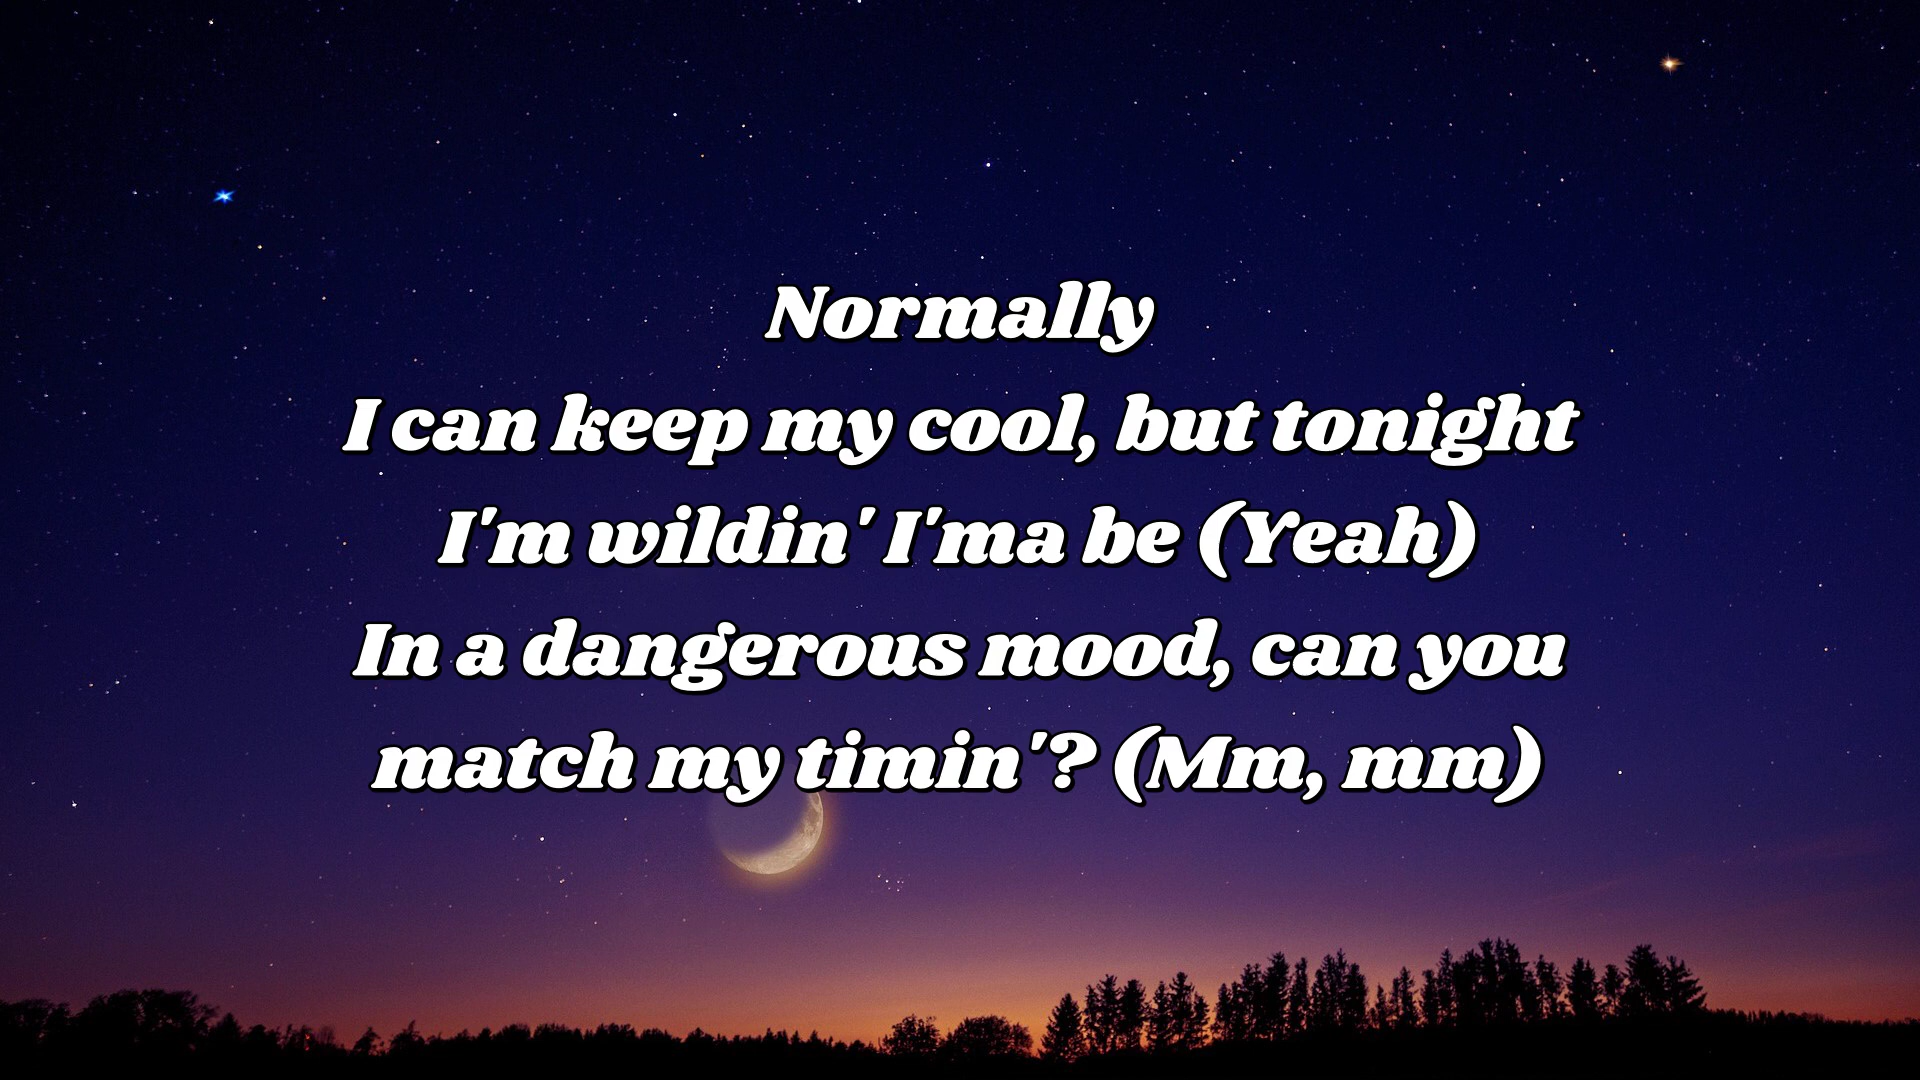 Normally
I can keep my cool, but tonight
I'm wildin' I'ma be (Yeah)
In a dangerous mood, can you
match my timin'? (Mm, mm)